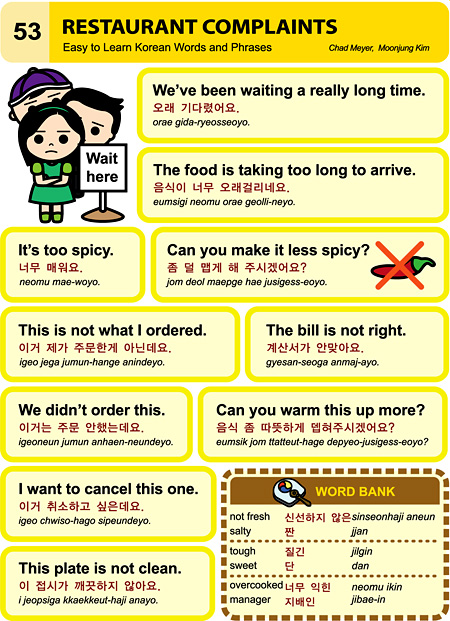 53
RESTAURANT COMPLAINTS
Easy to Learn Korean Words and Phrases
Chad Meyer, Moonjung Kim
Wait
here
We've been waiting a really long time.
오래 기다렸어요.
orae gida-ryeosseoyo.
The food is taking too long to arrive.
음식이 너무 오래걸리네요.
eumsigi neomu orae geolli-neyo.
It's too spicy.
너무 매워요.
neomu mae-woyo.
Can you make it less spicy?
좀 덜 맵게 해 주시겠어요?
jom deol maepge hae jusigess-eoyo.
This is not what I ordered.
이거 제가 주문한게 아닌데요.
igeo jega jumun-hange anindeyo.
The bill is not right.
계산서가 안맞아요.
gyesan-seoga anmaj-ayo.
We didn't order this.
이거는 주문 안했는데요.
igeoneun jumun anhaen-neundeyo.
Can you warm this up more?
음식 좀 따뜻하게 뎁혀주시겠어요?
eumsik jom ttatteut-hage depyeo-jusigess-eoyo?
I want to cancel this one.
이거 취소하고 싶은데요.
igeo chwiso-hago sipeundeyo.
This plate is not clean.
이 접시가 깨끗하지 않아요.
i jeopsiga kkaekkeut-haji anayo.
WORD BANK
not fresh 신선하지 않은 sinseonhaji aneun
salty 짠 jjan
tough 질긴 jilgin
sweet 단 dan
overcooked 너무 익힌 neomu ikin
manager 지배인 jibae-in